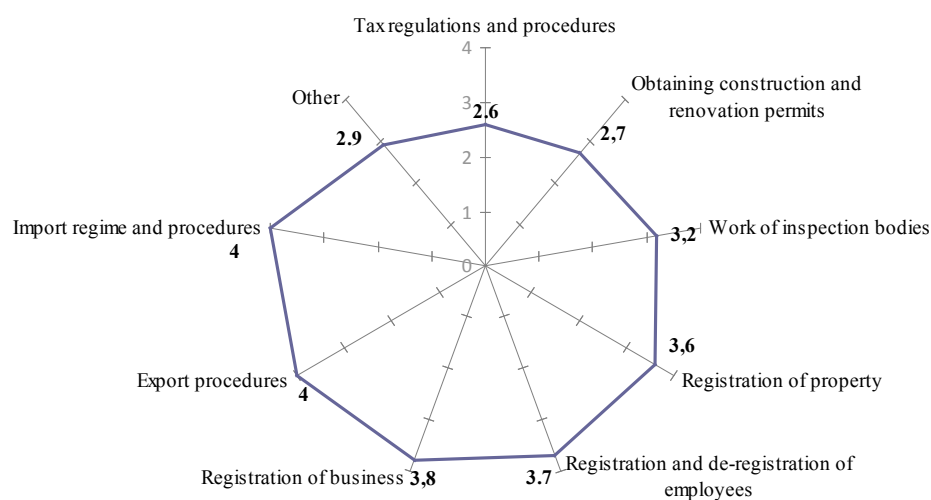 Tax regulations and procedures
4
Other
Obtaining construction and
renovation permits
3
2.6
2.9
2,7
2
1
Import regime and procedures
4
3,2
Work of inspection bodies
0
3,6
Export procedures
4
Registration of property
Registration of business
3,8
3.7
Registration and de-registration of
employees